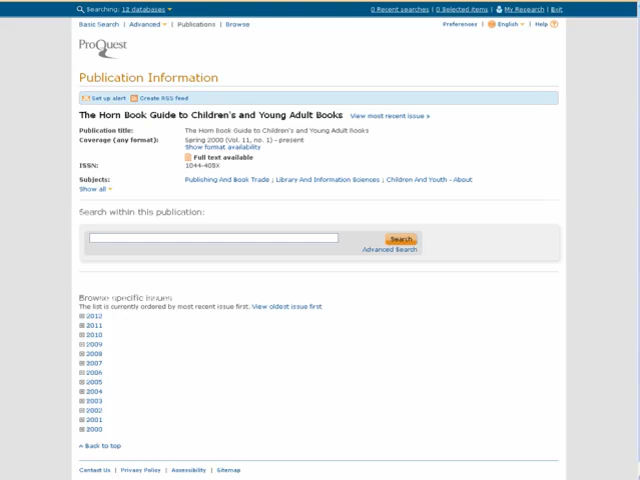 Searching: 12 databases
0 Recent searches | 0 Selected items | My Research | Exit
Basic Search | Advanced | Publications | Browse
Preferences | English | Help ?
ProQuest
Publication Information
Set up alert Create RSS feed
The Horn Book Guide to Children's and Young Adult Books View most recent issue »
Publication title: The Horn Book Guide to Children's and Young Adult Books
Coverage (any format): Spring 2000 (Vol. 11, no. 1) - present
Show format availability
Full text available
ISSN: 1044-405X
Subjects: Publishing And Book Trade ; Library And Information Sciences ; Children And Youth - About
Show all
Search within this publication:
Search
Advanced Search
Browse specific issues
The list is currently ordered by most recent issue first. View oldest issue first
2012
2011
2010
2009
2008
2007
2006
2005
2004
2003
2002
2001
2000
Back to top
Contact Us | Privacy Policy | Accessibility | Sitemap